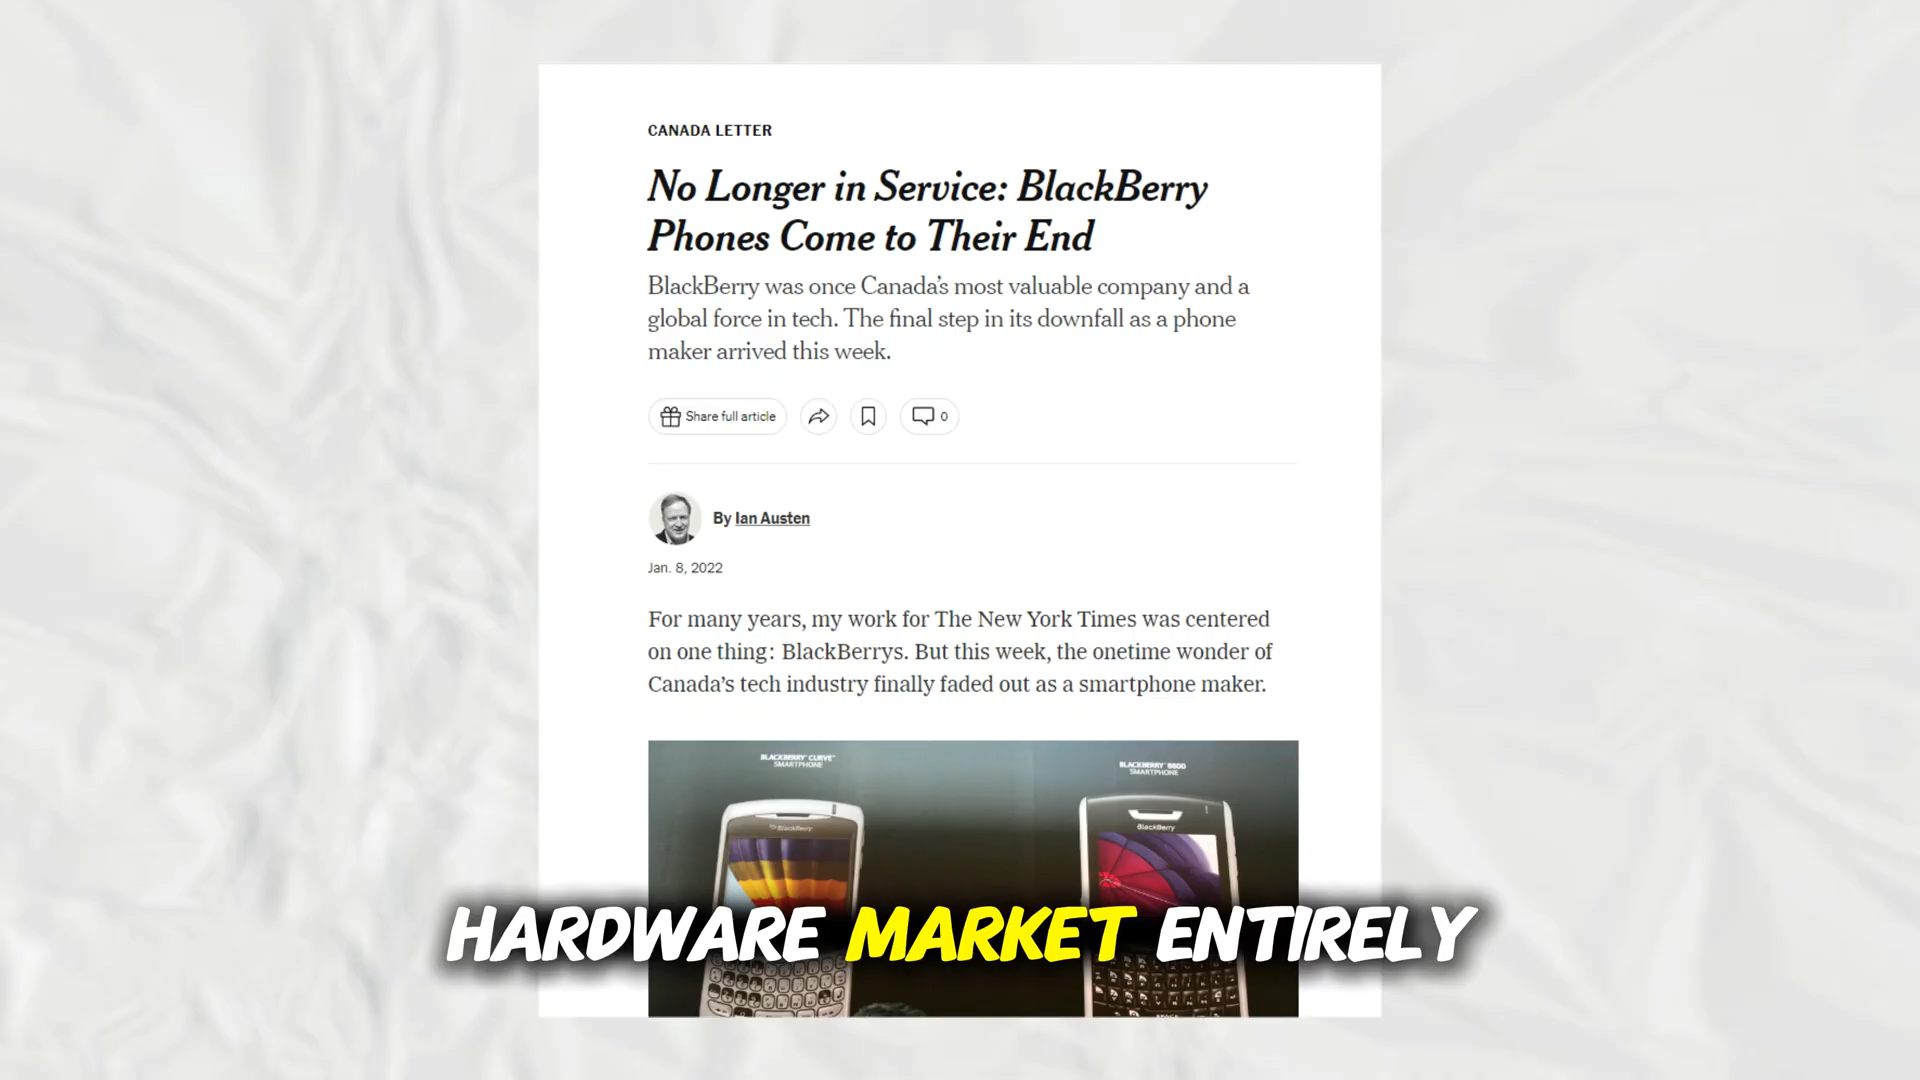 CANADA LETTER
No Longer in Service: BlackBerry
Phones Come to Their End
BlackBerry was once Canada's most valuable company and a
global force in tech. The final step in its downfall as a phone
maker arrived this week.
Share full article
0
By Ian Austen
Jan. 8, 2022
For many years, my work for The New York Times was centered
on one thing: BlackBerrys. But this week, the onetime wonder of
Canada's tech industry finally faded out as a smartphone maker.
BLACKBERRY CURVE™
SMARTPHONE
BLACKBERRY 8800
SMARTPHONE
BlackBerry
BlackBerry
HARDWARE MARKET ENTIRELY